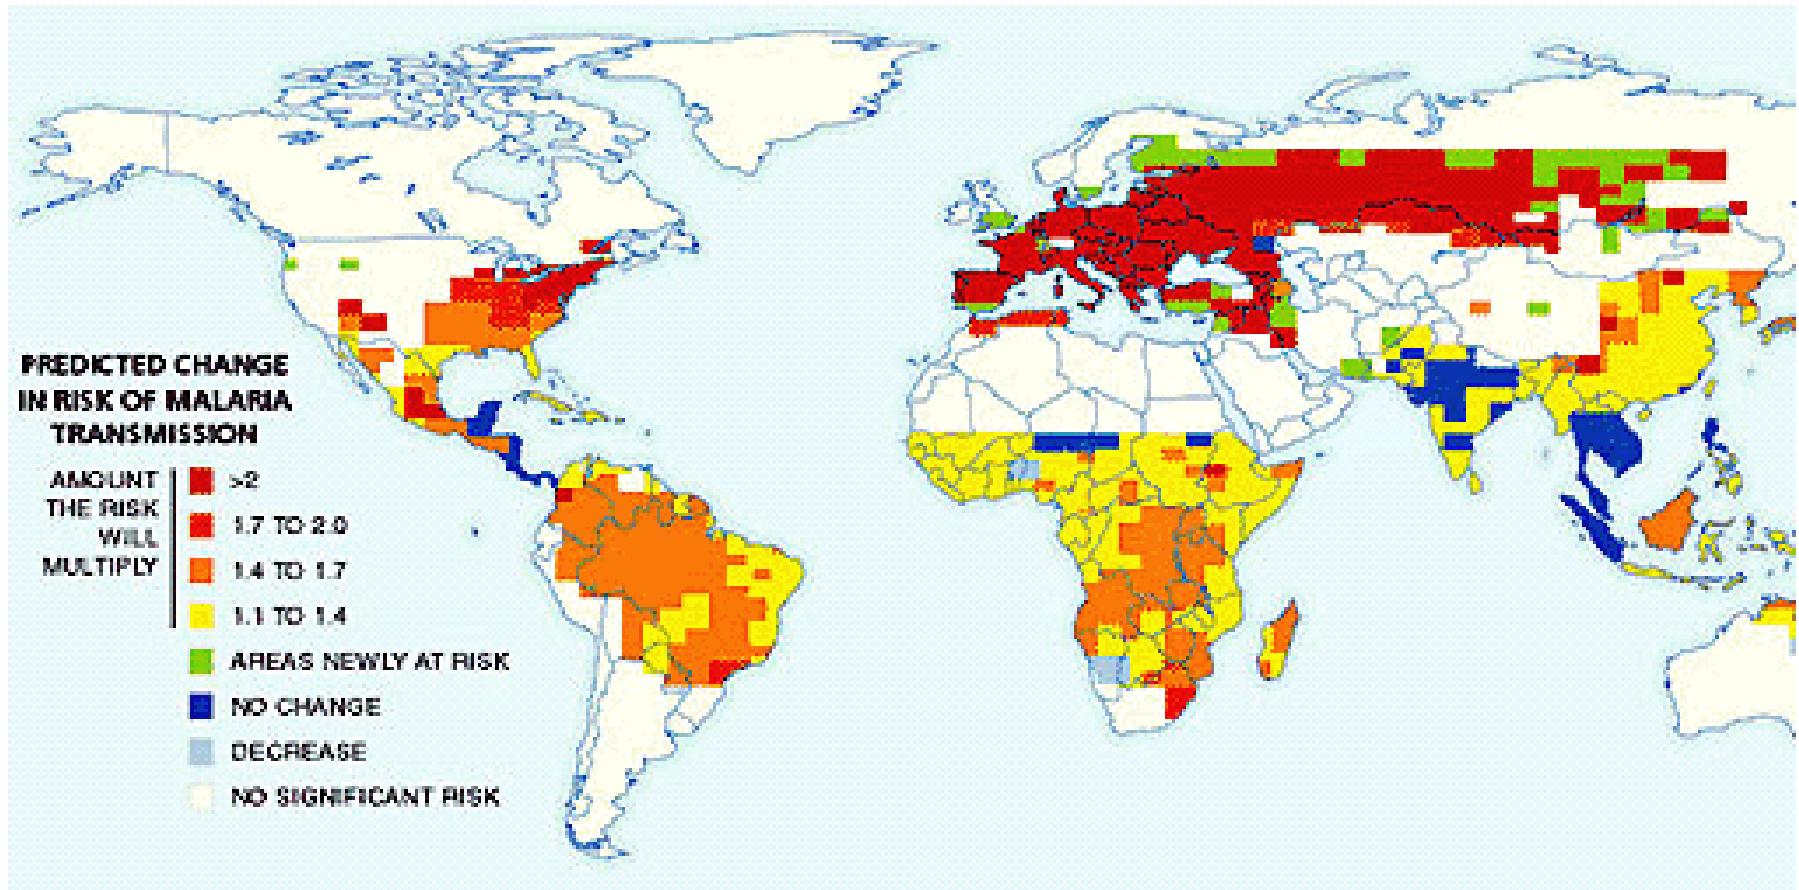 PREDICTED CHANGE
IN RISK OF MALARIA
TRANSMISSION
AMOUNT
THE RISK
WILL
MULTIPLY
>2
1.7 TO 2.0
1.4 TO 1.7
1.1 TO 1.4
AREAS NEWLY AT RISK
NO CHANGE
DECREASE
NO SIGNIFICANT RISK